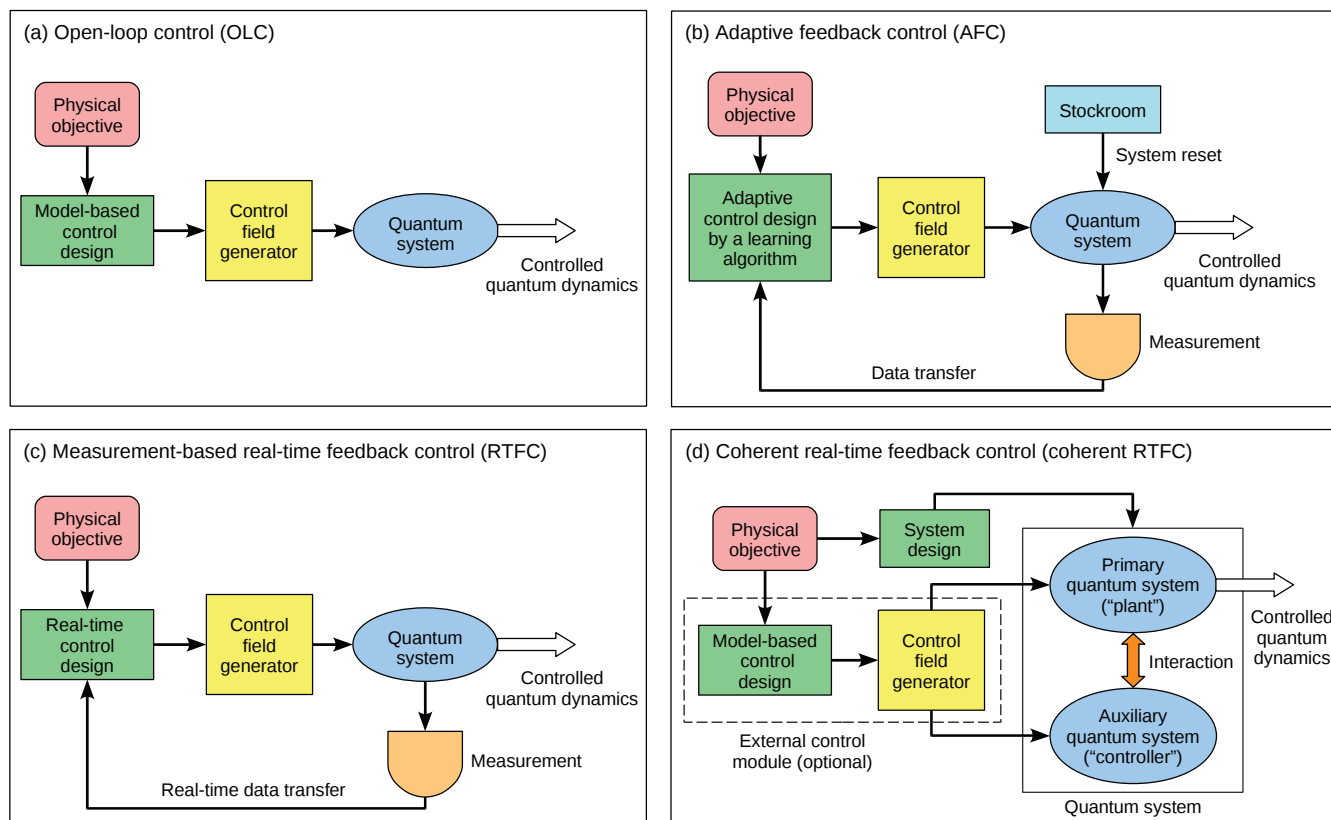 (a) Open-loop control (OLC)
Physical
objective
Model-based
control
design
Control
field
generator
Quantum
system
Controlled
quantum dynamics
(b) Adaptive feedback control (AFC)
Physical
objective
Stockroom
System reset
Adaptive
control design
by a learning
algorithm
Control
field
generator
Quantum
system
Controlled
quantum dynamics
Measurement
Data transfer
(c) Measurement-based real-time feedback control (RTFC)
Physical
objective
Real-time
control
design
Control
field
generator
Quantum
system
Controlled
quantum dynamics
Measurement
Real-time data transfer
(d) Coherent real-time feedback control (coherent RTFC)
Physical
objective
System
design
Primary
quantum system
(“plant”)
Controlled
quantum
dynamics
Model-based
control
design
Control
field
generator
Interaction
Auxiliary
quantum system
(“controller”)
External control
module (optional)
Quantum system